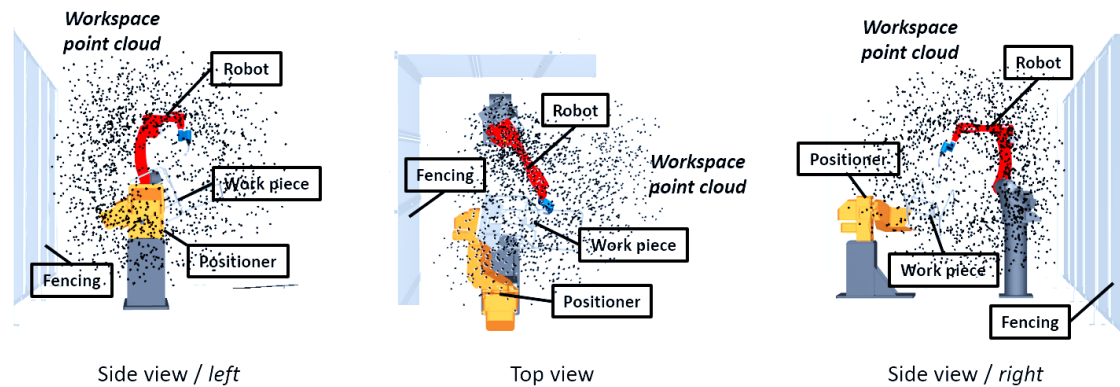 Workspace
point cloud
Robot
Work piece
Positioner
Fencing
Side view / left
Robot
Fencing
Workspace
point cloud
Work piece
Positioner
Top view
Workspace
point cloud
Robot
Positioner
Work piece
Fencing
Side view / right